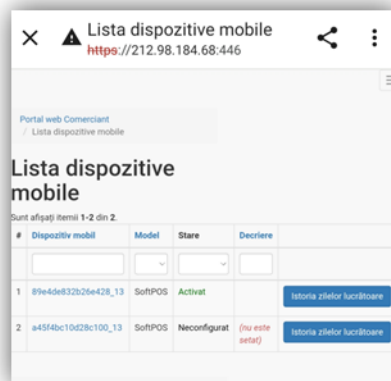 Lista dispozitive mobile
https://212.98.184.68:446
Portal web Comerciant
/ Lista dispozitive mobile
Lista dispozitive
mobile
Sunt afișați itemii 1-2 din 2.
# Dispozitiv mobil Model Stare Decriere
1 89e4de832b26e428_13 SoftPOS Activat Istoria zilelor lucrătoare
2 a45f4bc10d28c100_13 SoftPOS Neconfigurat (nu este
setat) Istoria zilelor lucrătoare